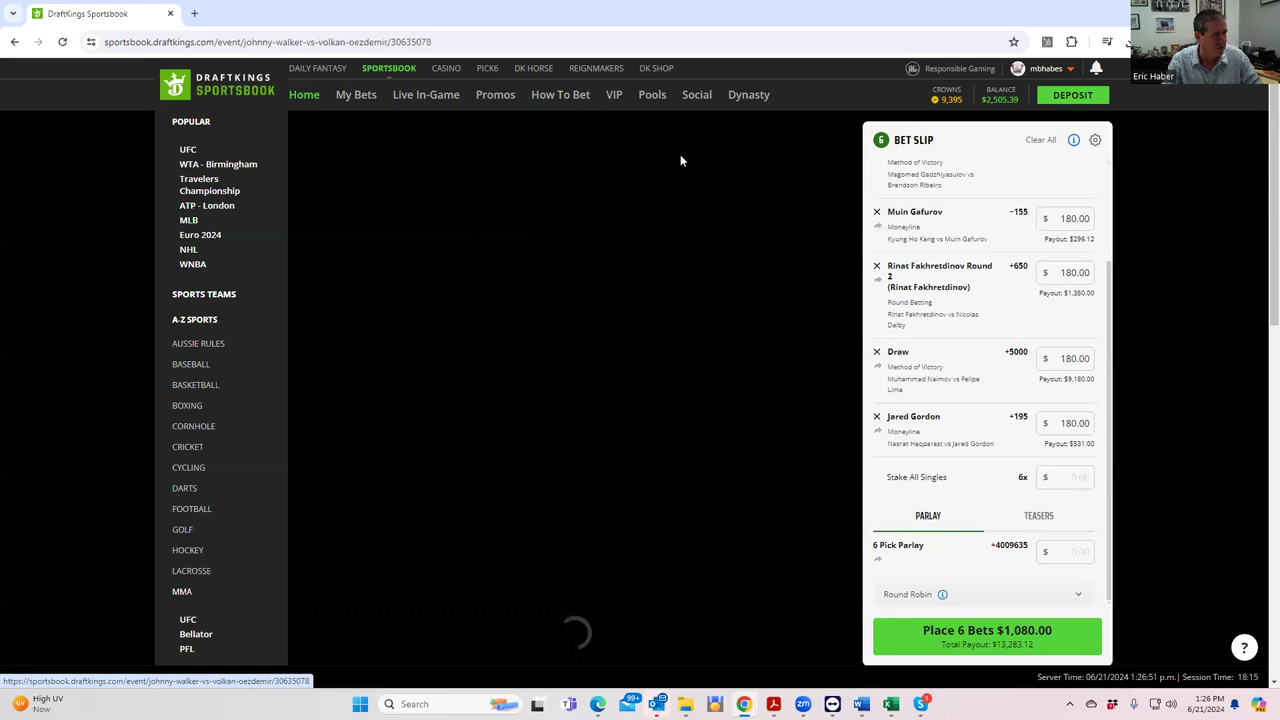 DraftKings Sportsbook
sportsbook.draftkings.com/event/johnny-walker-vs-volkan-oezdemir/30635078
Eric Haber
DAILY FANTASY SPORTSBOOK CASINO PICK6 DK HORSE REIGNMAKERS DK SHOP
Responsible Gaming mbhabes
DRAFTKINGS
SPORTSBOOK
Home My Bets Live In-Game Promos How To Bet VIP Pools Social Dynasty
CROWNS
9,395
BALANCE
$2,505.39
DEPOSIT
POPULAR
UFC
WTA - Birmingham
Travelers
Championship
ATP - London
MLB
Euro 2024
NHL
WNBA
SPORTS TEAMS
A-Z SPORTS
AUSSIE RULES
BASEBALL
BASKETBALL
BOXING
CORNHOLE
CRICKET
CYCLING
DARTS
FOOTBALL
GOLF
HOCKEY
LACROSSE
MMA
UFC
Bellator
PFL
6 BET SLIP Clear All
Method of Victory
Magomed Gadzhiyasulov vs
Brendson Ribeiro
Muin Gafurov −155 $ 180.00
Moneyline
Kyung Ho Kang vs Muin Gafurov Payout: $296.12
Rinat Fakhretdinov Round +650 $ 180.00
2
(Rinat Fakhretdinov) Payout: $1,350.00
Round Betting
Rinat Fakhretdinov vs Nicolas
Dalby
Draw +5000 $ 180.00
Method of Victory
Muhammad Naimov vs Felipe Payout: $9,180.00
Lima
Jared Gordon +195 $ 180.00
Moneyline
Nasrat Haqparast vs Jared Gordon Payout: $531.00
Stake All Singles 6x $ 0.00
PARLAY TEASERS
6 Pick Parlay +4009635 $ 0.00
Round Robin
Place 6 Bets $1,080.00
Total Payout: $13,283.12
?
https://sportsbook.draftkings.com/event/johnny-walker-vs-volkan-oezdemir/30635078
Server Time: 06/21/2024 1:26:51 p.m.| Session Time: 18:15
High UV
Now
Search
99+
1
1:26 PM
6/21/2024